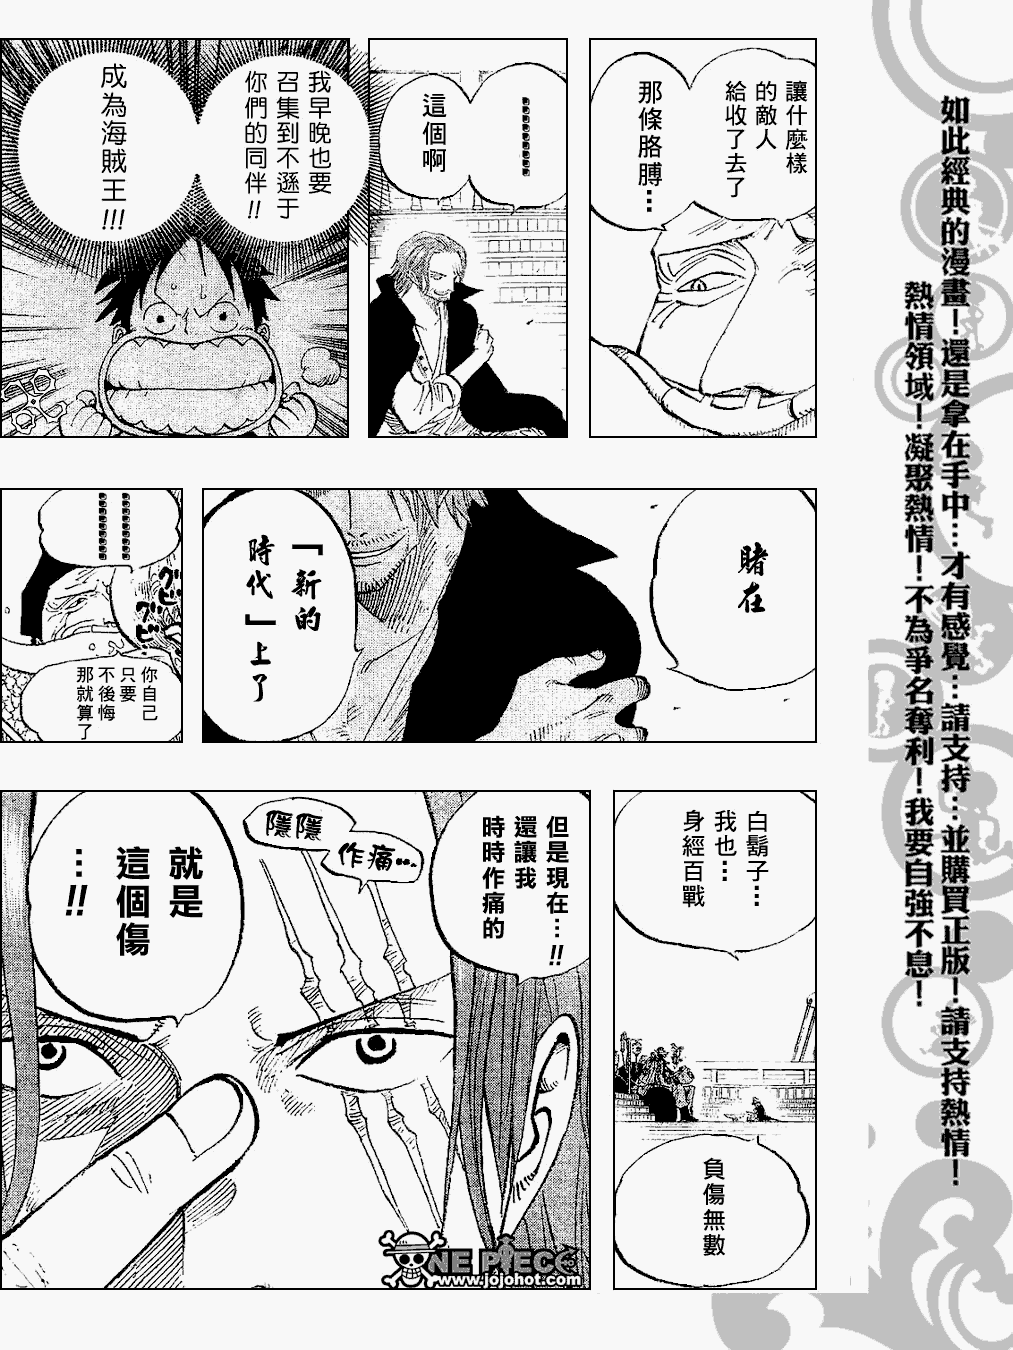 讓什麼樣
的敵人
給收了去了
那條胳膊…
…………
這個啊
我早晚也要
召集到不遜于
你們的同伴!!
成為海賊王!!!
賭在
「新的
時代」上了
…………
…………
グビ
グビ…
你自己
只要
不後悔
那就算了
白鬍子…
我也…
身經百戰
負傷無數
但是現在…!!
還讓我
時時作痛的
隱隱
作痛…
就是
這個傷
…!!
ONE PIECE
www.jojohot.com
如此經典的漫畫！還是拿在手中…才有感覺…請支持…並購買正版！請支持熱情！
熱情領域！凝聚熱情！不為爭名奪利！我要自強不息！